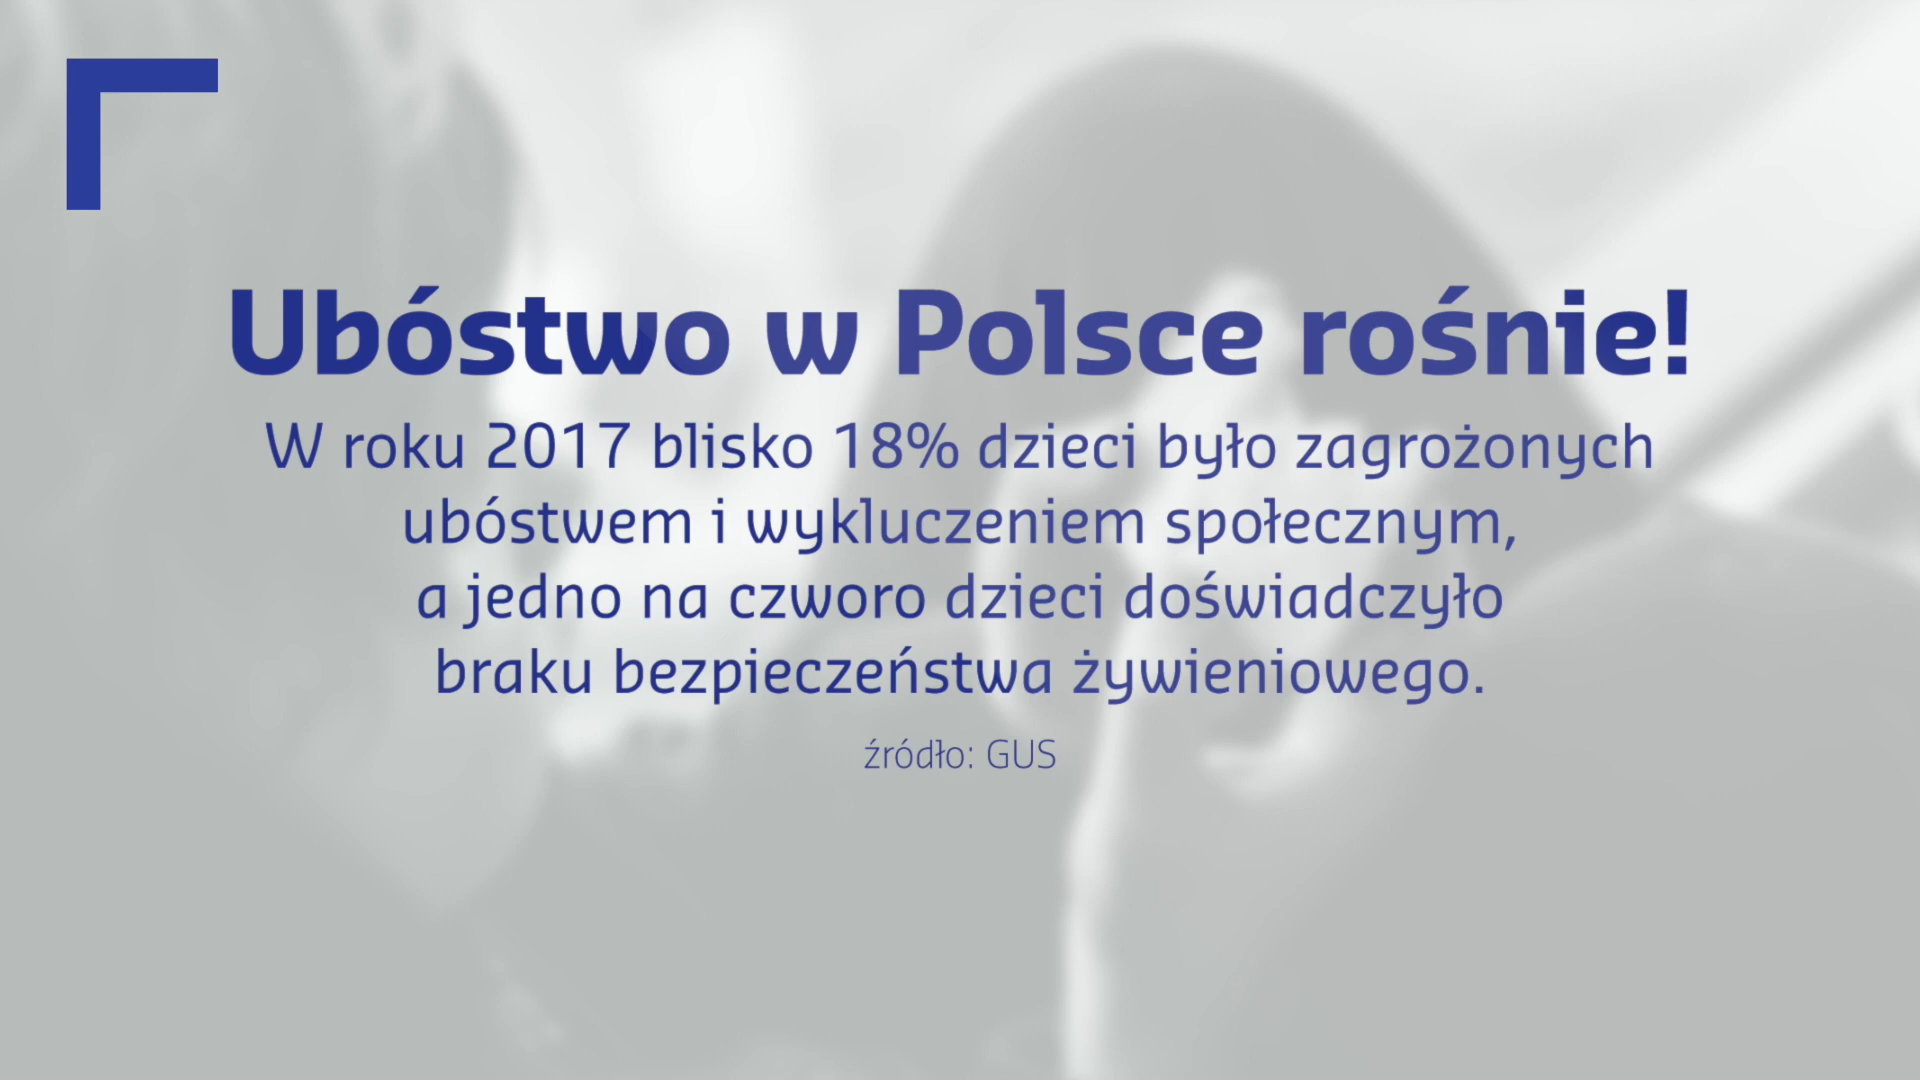 Ubóstwo w Polsce rośnie!
W roku 2017 blisko 18% dzieci było zagrożonych
ubóstwem i wykluczeniem społecznym,
a jedno na czworo dzieci doświadczyło
braku bezpieczeństwa żywieniowego.
źródło: GUS